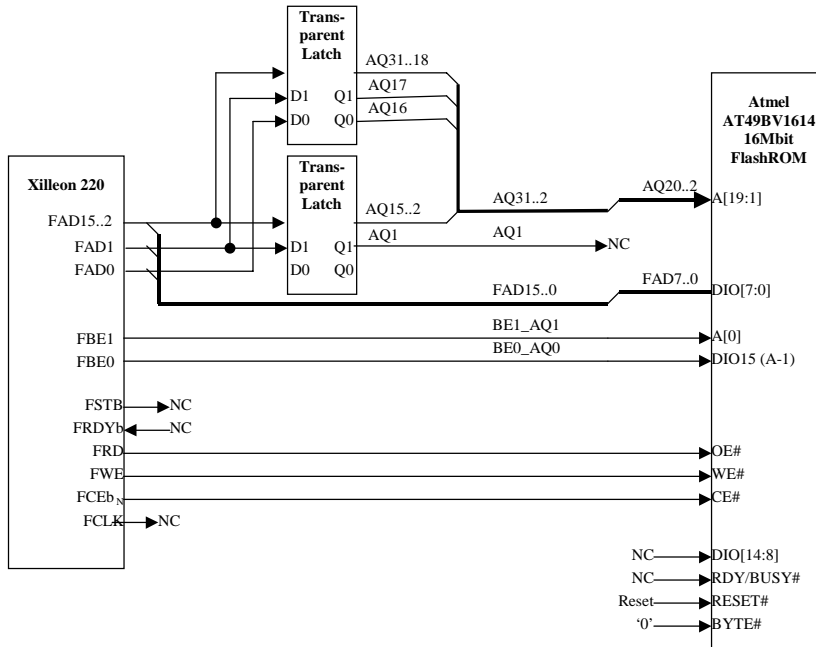 Trans-
parent
Latch
AQ31..18
D1
Q1
AQ17
D0
Q0
AQ16
Atmel
AT49BV1614
16Mbit
FlashROM
Xilleon 220
Trans-
parent
Latch
FAD15..2
AQ15..2
AQ31..2
AQ20..2
A[19:1]
FAD1
D1
Q1
AQ1
AQ1
NC
FAD0
D0
Q0
FAD15..0
FAD7..0
DIO[7:0]
FBE1
BE1_AQ1
A[0]
FBE0
BE0_AQ0
DIO15 (A-1)
FSTB
NC
FRDYb
NC
FRD
OE#
FWE
WE#
FCEb N
CE#
FCLK
NC
NC
DIO[14:8]
NC
RDY/BUSY#
Reset
RESET#
‘0’
BYTE#